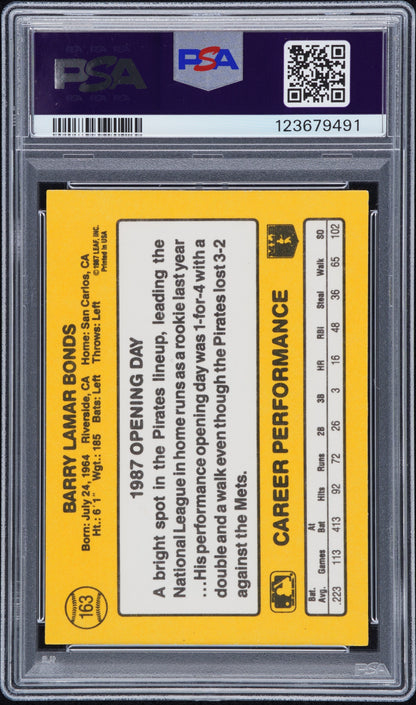 PSA
PSA
123679491
163
BARRY LAMAR BONDS
Born: July 24, 1964 Riverside, CA Home: San Carlos, CA
Ht.: 6'1" Wgt.: 185 Bats: Left Throws: Left
© 1987 LEAF, INC.
Printed in USA
1987 OPENING DAY
A bright spot in the Pirates lineup, leading the
National League in home runs as a rookie last year
...His performance opening day was 1-for-4 with a
double and a walk even though the Pirates lost 3-2
against the Mets.
CAREER PERFORMANCE
Bat. Avg. Games At Bat Hits Runs 2B 3B HR RBI Steal Walk SO
.223 113 413 92 72 26 3 16 48 36 65 102
PSA